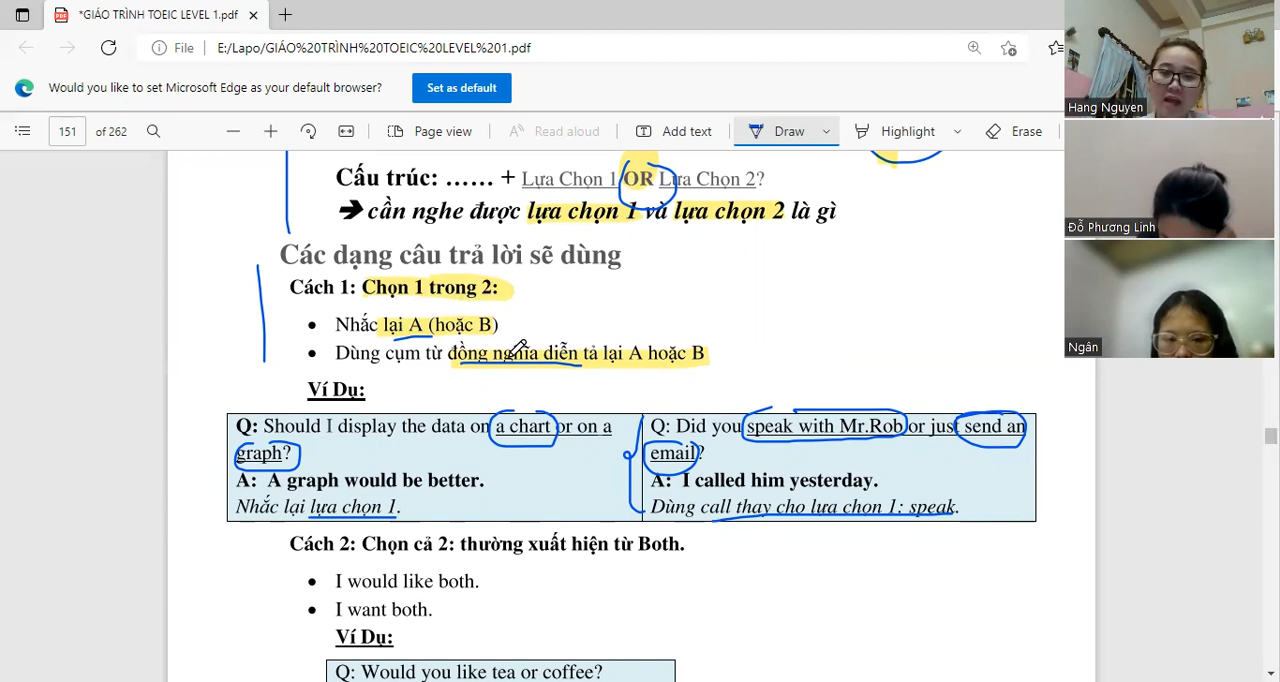 *GIÁO TRÌNH TOEIC LEVEL 1.pdf
File E:/Lapo/GIÁO%20TRÌNH%20TOEIC%20LEVEL%201.pdf
Would you like to set Microsoft Edge as your default browser? Set as default
151 of 262 Page view Read aloud Add text Draw Highlight Erase
Cấu trúc: …… + Lựa Chọn 1 OR Lựa Chọn 2?
➔ cần nghe được lựa chọn 1 và lựa chọn 2 là gì
Các dạng câu trả lời sẽ dùng
Cách 1: Chọn 1 trong 2:
• Nhắc lại A (hoặc B)
• Dùng cụm từ đồng nghĩa diễn tả lại A hoặc B
Ví Dụ:
Q: Should I display the data on a chart or on a
graph?
A: A graph would be better.
Nhắc lại lựa chọn 1.
Q: Did you speak with Mr.Rob or just send an
email?
A: I called him yesterday.
Dùng call thay cho lựa chọn 1: speak.
Cách 2: Chọn cả 2: thường xuất hiện từ Both.
• I would like both.
• I want both.
Ví Dụ:
Q: Would you like tea or coffee?
Hang Nguyen
Đỗ Phương Linh
Ngân